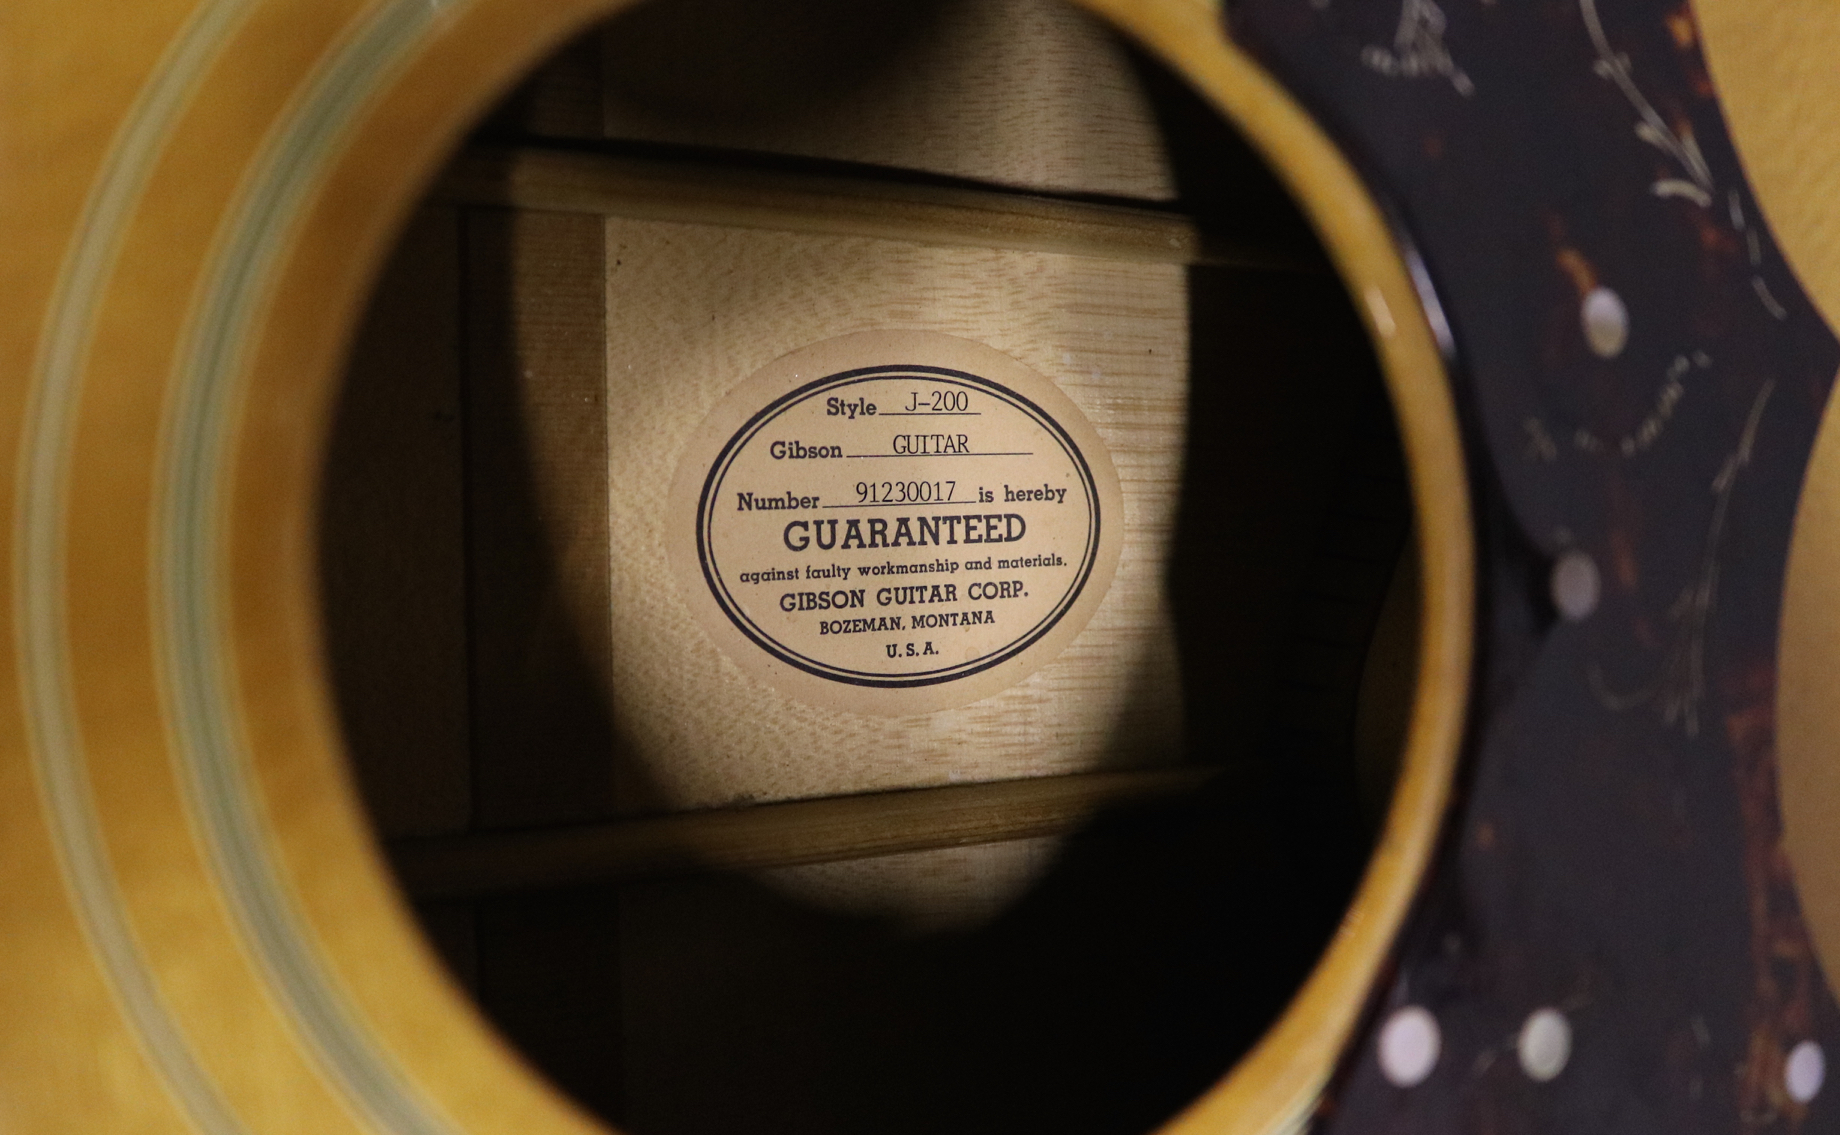 Style J-200
Gibson GUITAR
Number 91230017 is hereby
GUARANTEED
against faulty workmanship and materials.
GIBSON GUITAR CORP.
BOZEMAN, MONTANA
U.S.A.